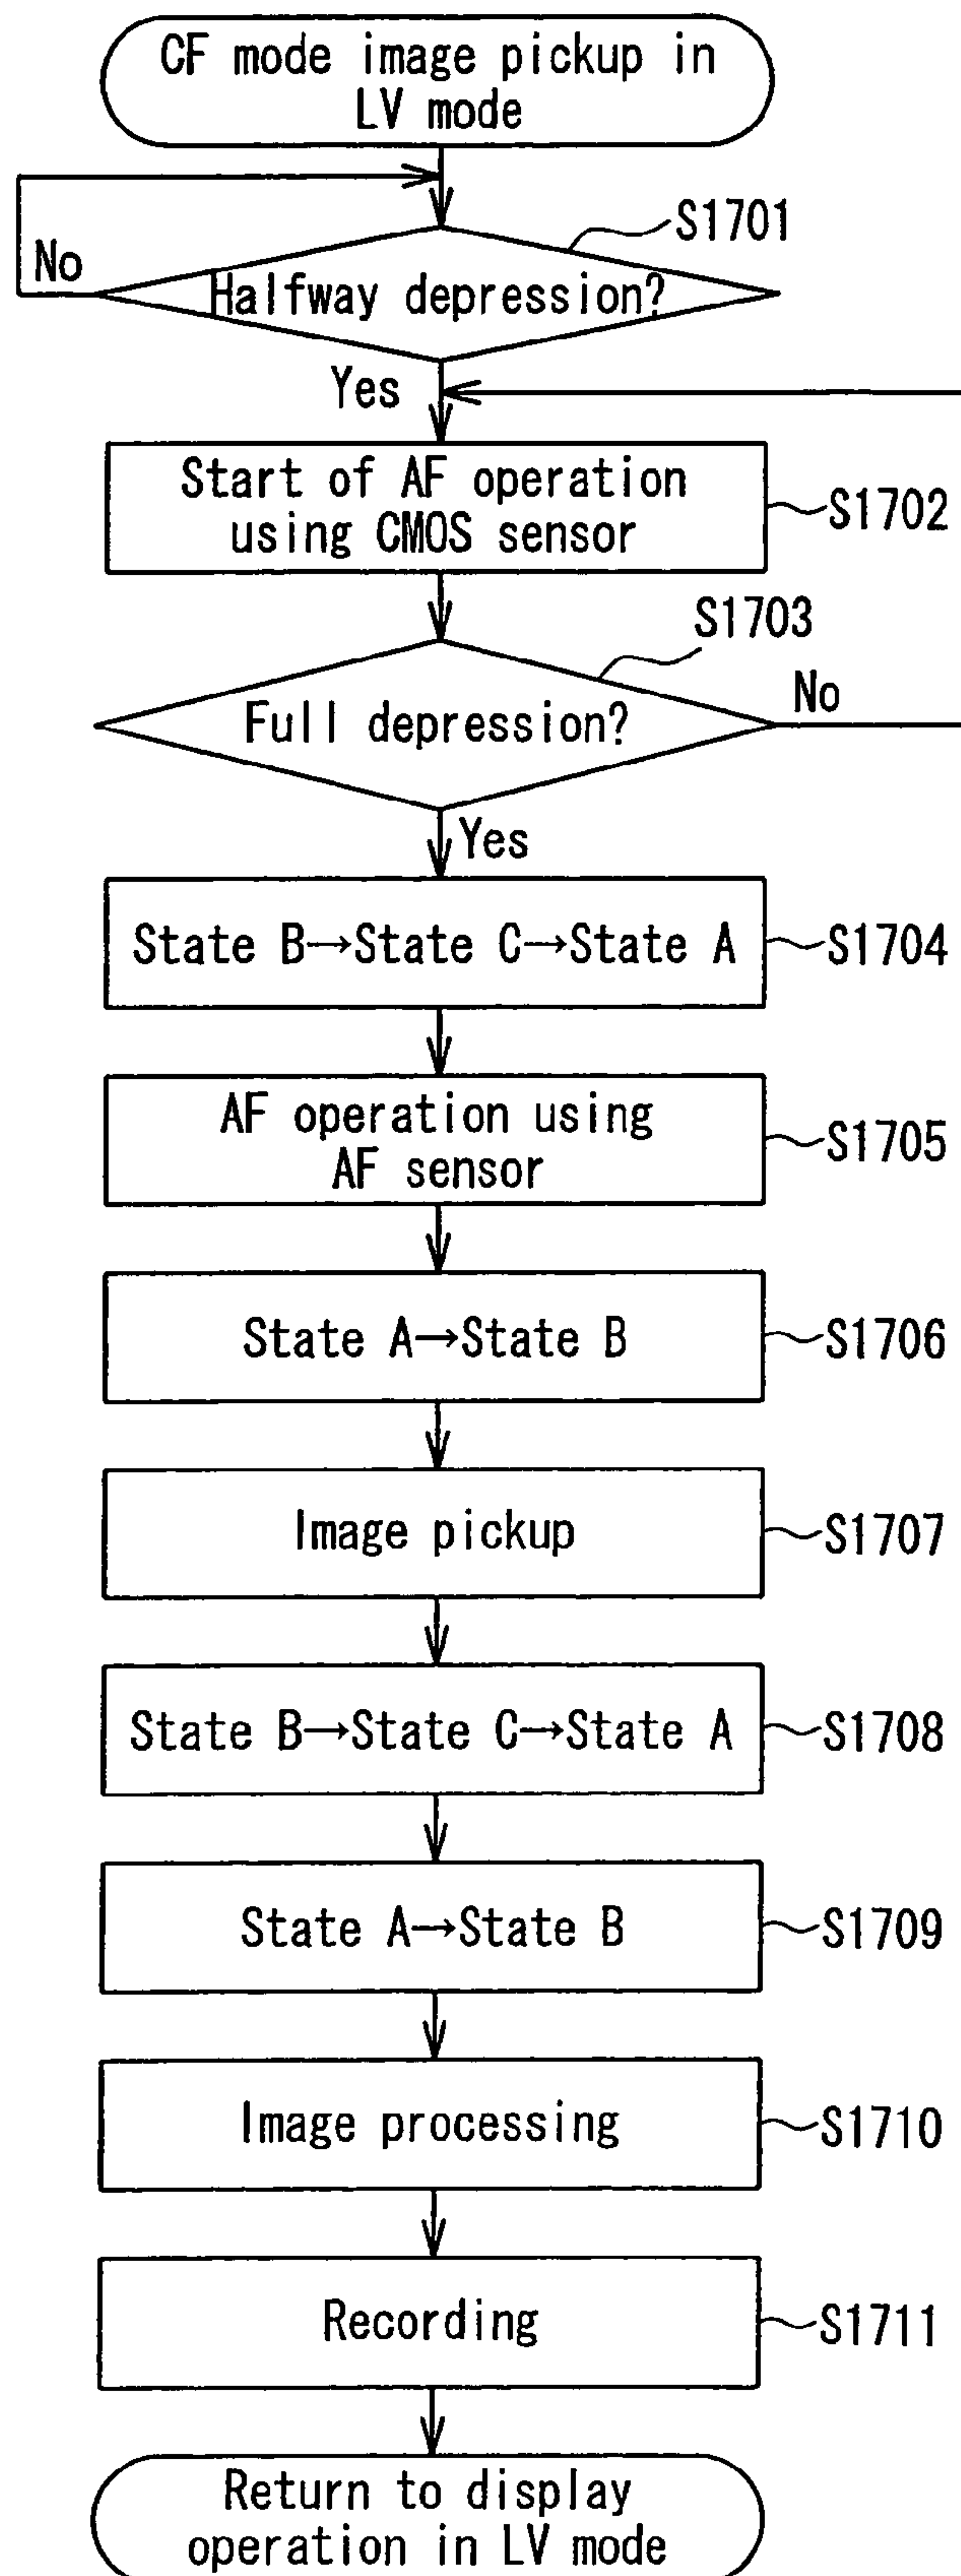 CF mode image pickup in
LV mode
S1701
No
Halfway depression?
Yes
Start of AF operation
using CMOS sensor
S1702
S1703
No
Full depression?
Yes
State B→State C→State A
S1704
AF operation using
AF sensor
S1705
State A→State B
S1706
Image pickup
S1707
State B→State C→State A
S1708
State A→State B
S1709
Image processing
S1710
Recording
S1711
Return to display
operation in LV mode